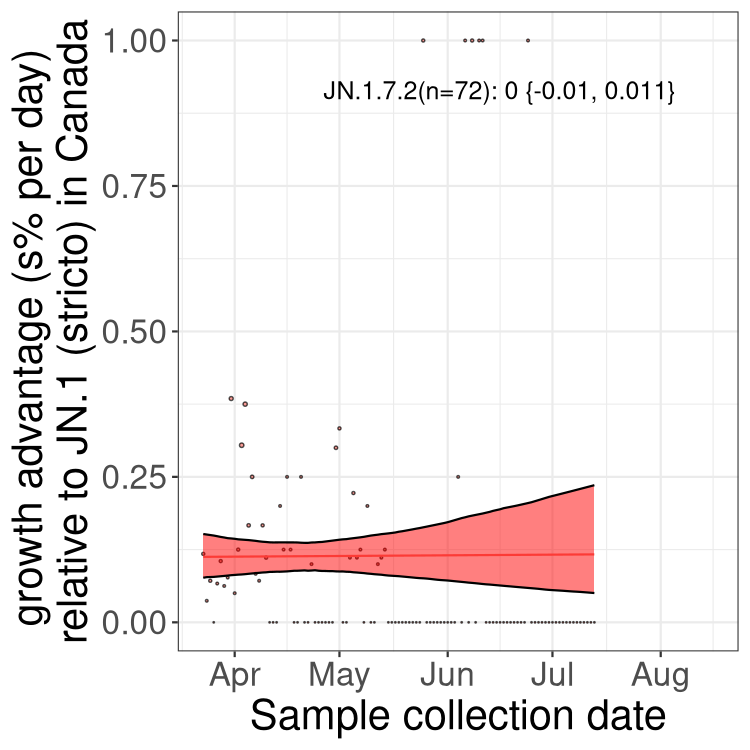 growth advantage (s% per day)
relative to JN.1 (stricto) in Canada
1.00
0.75
0.50
0.25
0.00
JN.1.7.2(n=72): 0 {-0.01, 0.011}
Apr May Jun Jul Aug
Sample collection date